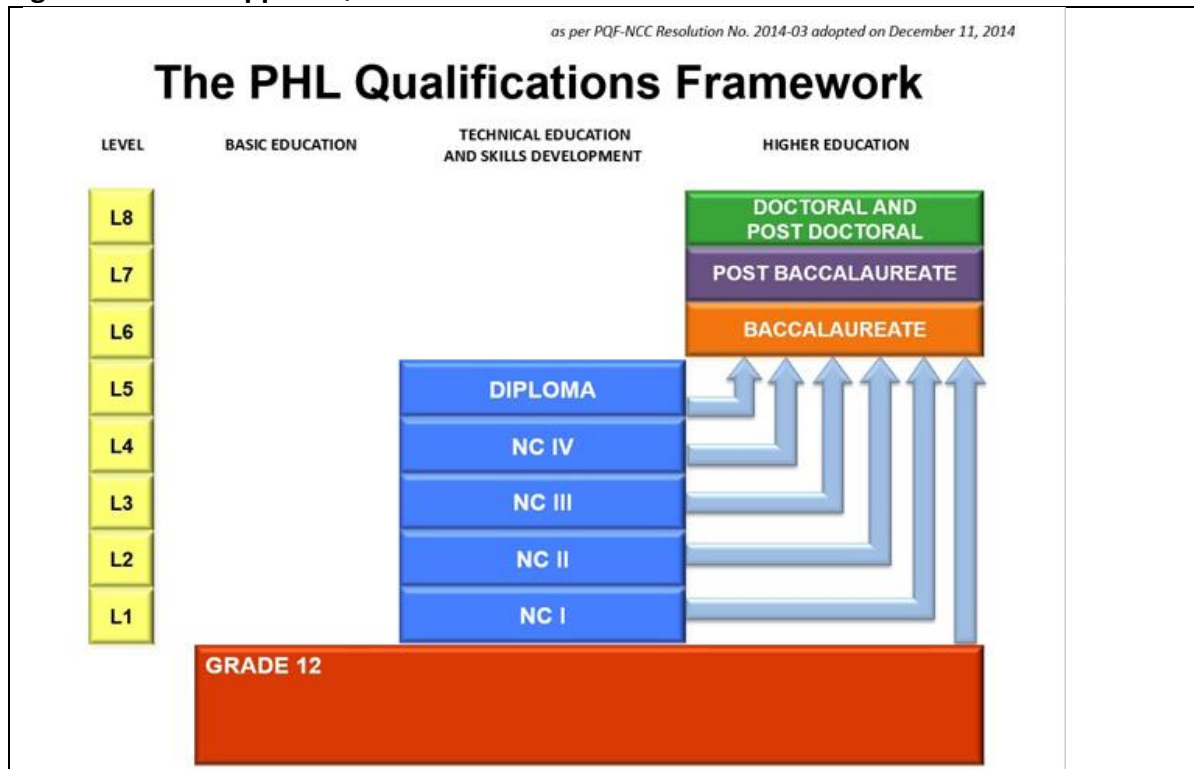 as per PQF-NCC Resolution No. 2014-03 adopted on December 11, 2014
The PHL Qualifications Framework
LEVEL
BASIC EDUCATION
TECHNICAL EDUCATION
AND SKILLS DEVELOPMENT
HIGHER EDUCATION
L8
DOCTORAL AND
POST DOCTORAL
L7
POST BACCALAUREATE
L6
BACCALAUREATE
L5
DIPLOMA
L4
NC IV
L3
NC III
L2
NC II
L1
NC I
GRADE 12